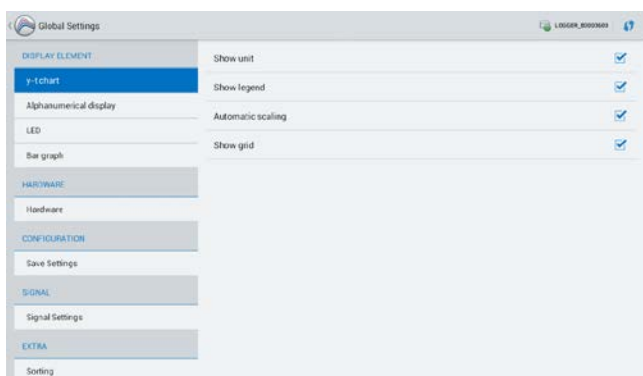 Global Settings
LOGGER_80003603
DISPLAY ELEMENT
y-t chart
Alphanumerical display
LED
Bar graph
HARDWARE
Hardware
CONFIGURATION
Save Settings
SIGNAL
Signal Settings
EXTRA
Sorting
Show unit
Show legend
Automatic scaling
Show grid